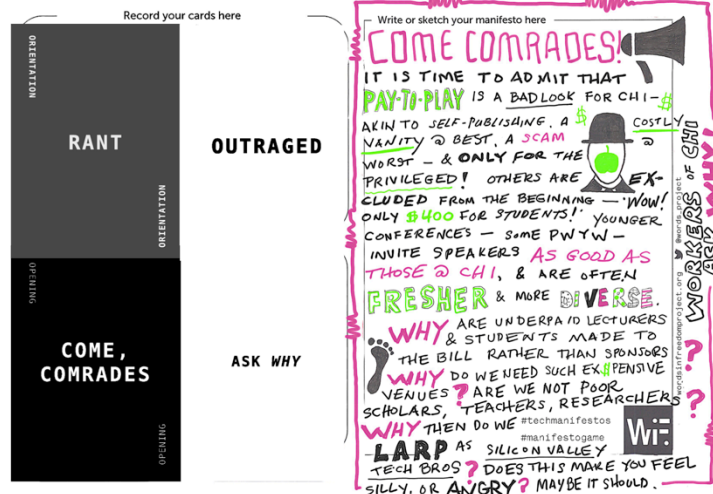 Record your cards here
ORIENTATION
RANT
ORIENTATION
OUTRAGED
OPENING
COME,
COMRADES
OPENING
ASK WHY
Write or sketch your manifesto here
COME COMRADES!
IT IS TIME TO ADMIT THAT
PAY-TO-PLAY IS A BAD LOOK FOR CHI-
AKIN TO SELF-PUBLISHING. A $ COSTLY
VANITY @ BEST, A SCAM @
WORST - & ONLY FOR THE
PRIVILEGED! OTHERS ARE EX-
CLUDED FROM THE BEGINNING - 'WOW!
ONLY $400 FOR STUDENTS!' YOUNGER
CONFERENCES - SOME PWYW -
INVITE SPEAKERS AS GOOD AS
THOSE @ CHI, & ARE OFTEN
FRESHER & MORE DIVERSE.
WHY ARE UNDERPAID LECTURERS
& STUDENTS MADE TO
THE BILL RATHER THAN SPONSORS
WHY DO WE NEED SUCH EX$PENSIVE
VENUES? ARE WE NOT POOR
SCHOLARS, TEACHERS, RESEARCHERS
WHY THEN DO WE
LARP AS SILICON VALLEY
TECH BROS? DOES THIS MAKE YOU FEEL
SILLY, OR ANGRY? MAYBE IT SHOULD.
#techmanifestos
#manifestogame
WiF
wordsinfreedomproject.org @words.project
WORKERS OF CHI
ASK WHY!
? ?